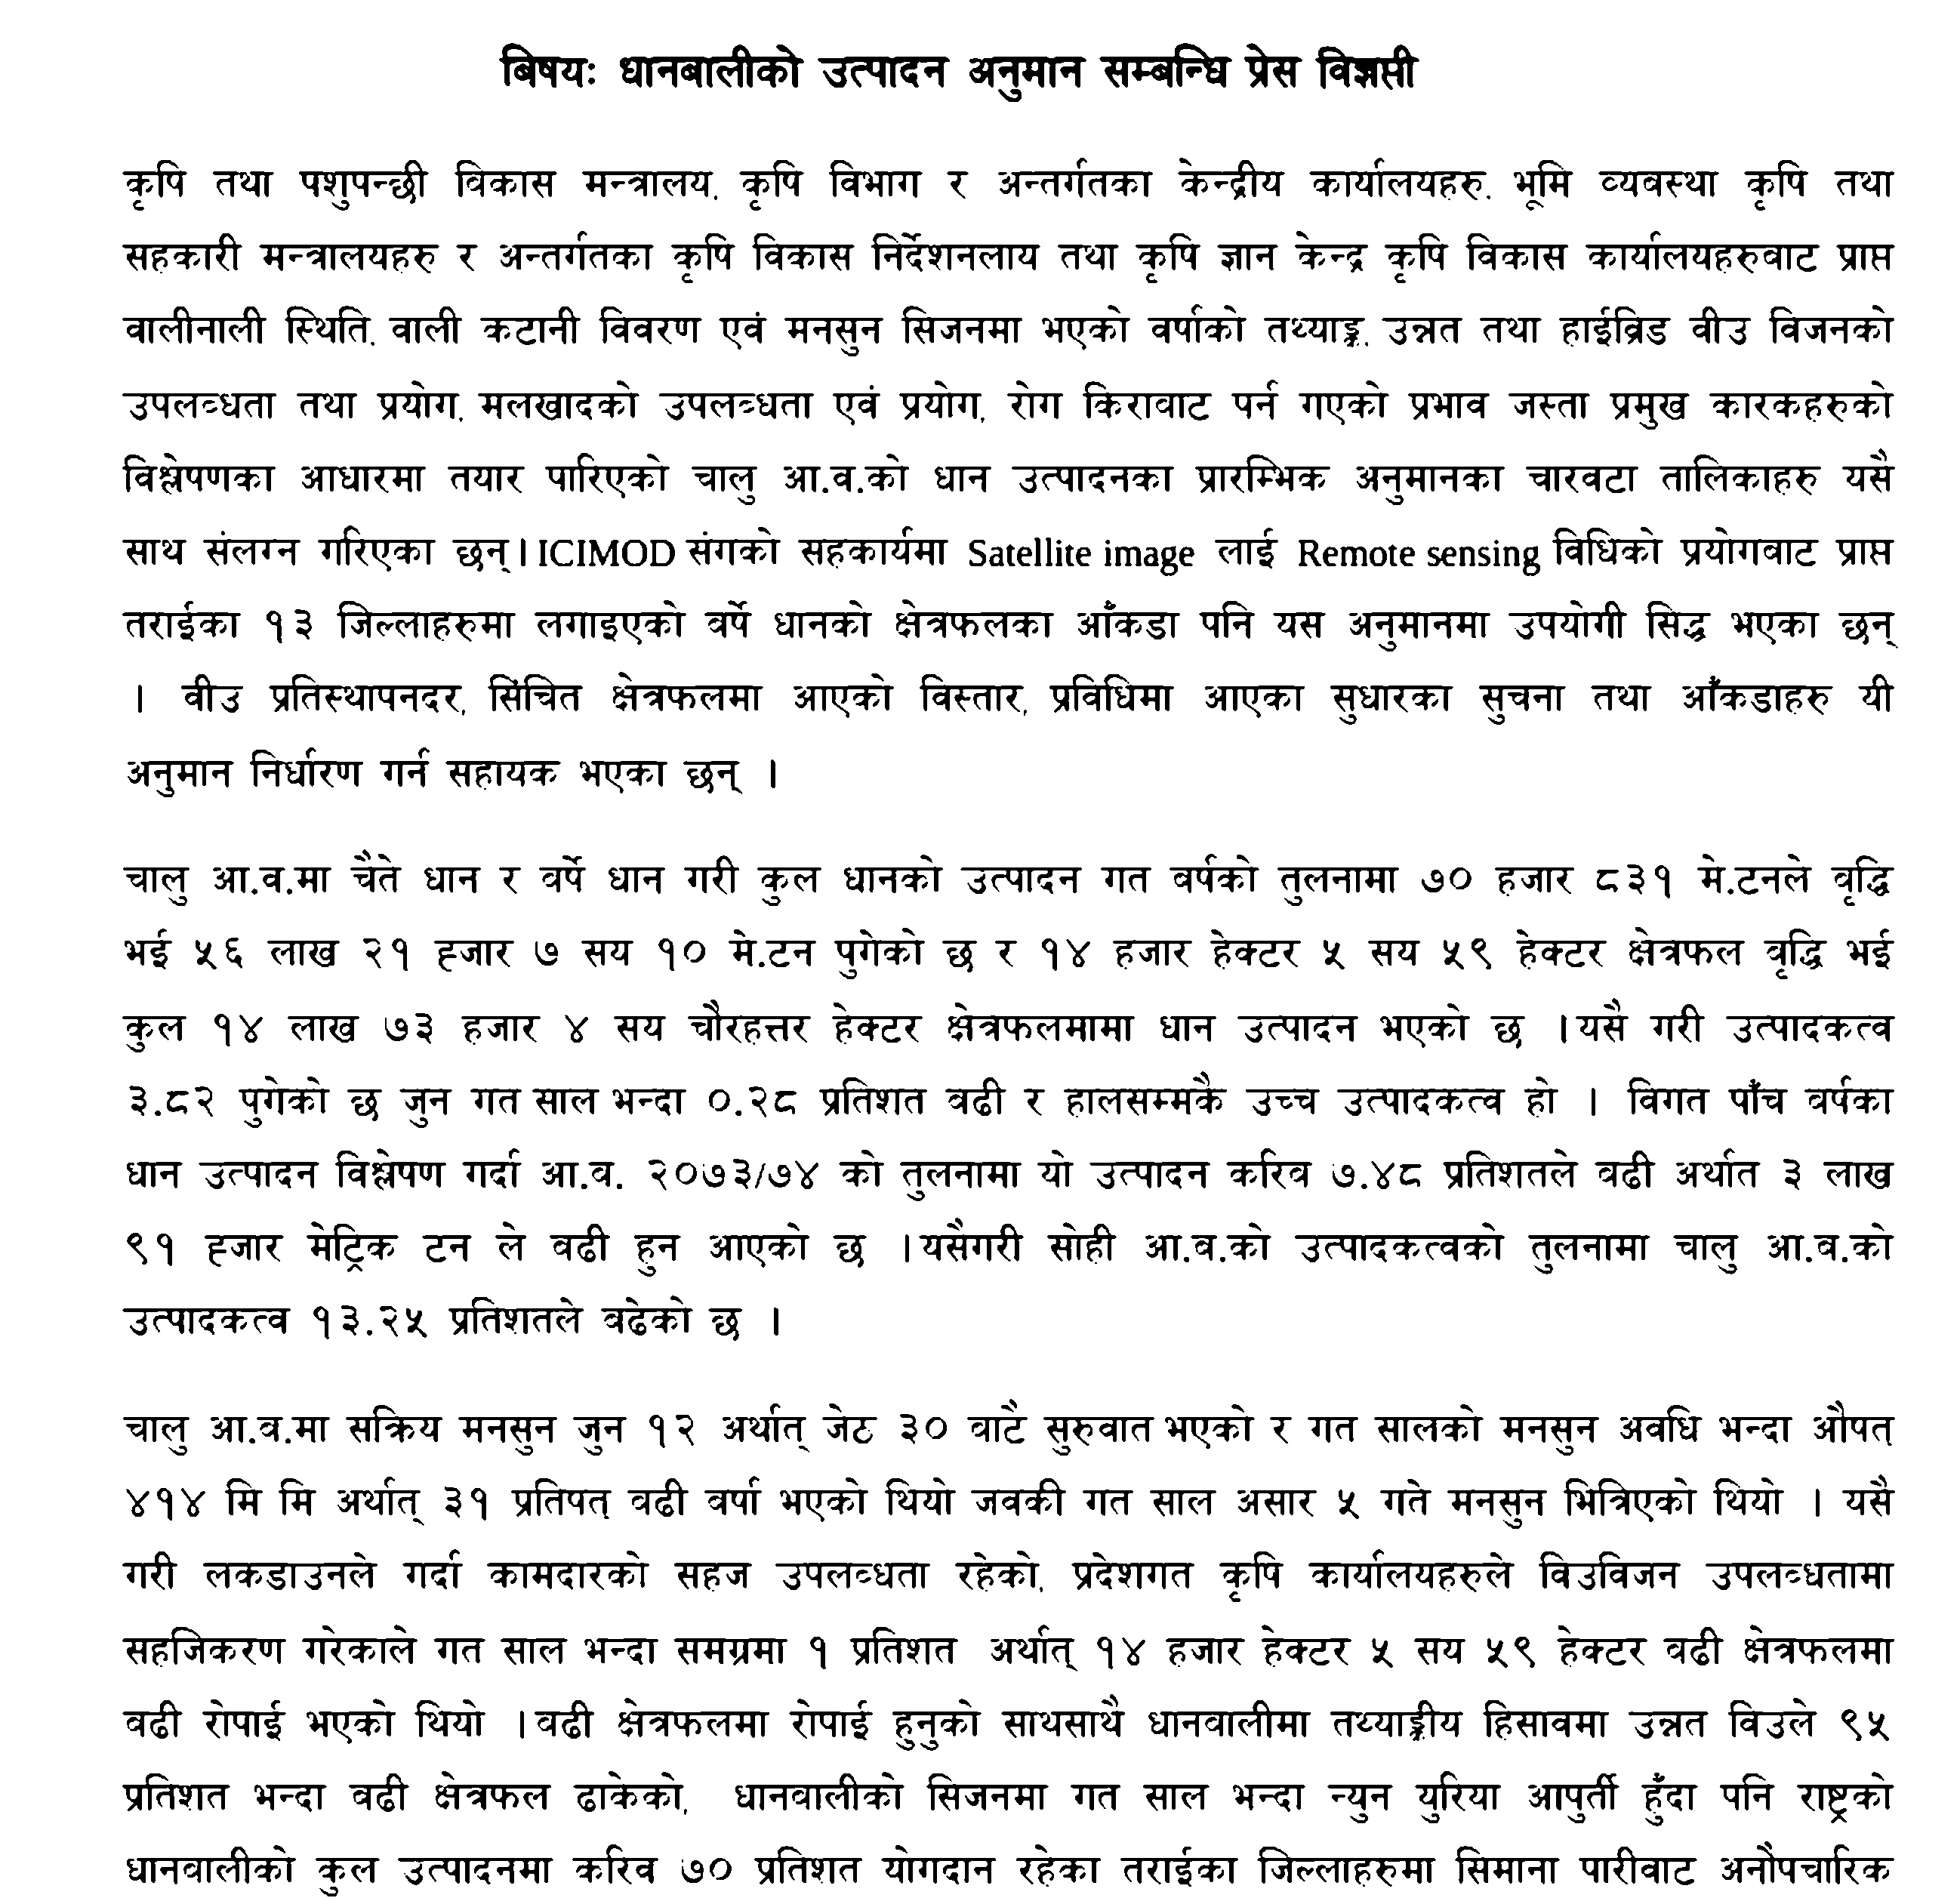 बिषयः धानबालीको उत्पादन अनुमान सम्बन्धि प्रेस विज्ञप्ती
कृषि तथा पशुपन्छी विकास मन्त्रालय, कृषि विभाग र अन्तर्गतका केन्द्रीय कार्यालयहरु, भूमि व्यवस्था कृषि तथा
सहकारी मन्त्रालयहरु र अन्तर्गतका कृषि विकास निर्देशनलाय तथा कृषि ज्ञान केन्द्र कृषि विकास कार्यालयहरुवाट प्राप्त
वालीनाली स्थिति, वाली कटानी विवरण एवं मनसुन सिजनमा भएको वर्षाको तथ्याङ्क, उन्नत तथा हाईव्रिड वीउ विजनको
उपलव्धता तथा प्रयोग, मलखादको उपलव्धता एवं प्रयोग, रोग किरावाट पर्न गएको प्रभाव जस्ता प्रमुख कारकहरुको
विश्लेषणका आधारमा तयार पारिएको चालु आ.व.को धान उत्पादनका प्रारम्भिक अनुमानका चारवटा तालिकाहरु यसै
साथ संलग्न गरिएका छन्। ICIMOD संगको सहकार्यमा Satellite image लाई Remote sensing विधिको प्रयोगवाट प्राप्त
तराईका १३ जिल्लाहरुमा लगाइएको वर्षे धानको क्षेत्रफलका आँकडा पनि यस अनुमानमा उपयोगी सिद्ध भएका छन्
। वीउ प्रतिस्थापनदर, सिंचित क्षेत्रफलमा आएको विस्तार, प्रविधिमा आएका सुधारका सुचना तथा आँकडाहरु यी
अनुमान निर्धारण गर्न सहायक भएका छन् ।
चालु आ.व.मा चैते धान र वर्षे धान गरी कुल धानको उत्पादन गत वर्षको तुलनामा ७० हजार ८३१ मे.टनले वृद्धि
भई ५६ लाख २१ ह्जार ७ सय १० मे.टन पुगेको छ र १४ हजार हेक्टर ५ सय ५९ हेक्टर क्षेत्रफल वृद्धि भई
कुल १४ लाख ७३ हजार ४ सय चौरहत्तर हेक्टर क्षेत्रफलमामा धान उत्पादन भएको छ । यसै गरी उत्पादकत्व
३.८२ पुगेको छ जुन गत साल भन्दा ०.२८ प्रतिशत वढी र हालसम्मकै उच्च उत्पादकत्व हो । विगत पाँच वर्षका
धान उत्पादन विश्लेषण गर्दा आ.व. २०७३/७४ को तुलनामा यो उत्पादन करिव ७.४८ प्रतिशतले वढी अर्थात ३ लाख
९१ ह्जार मेट्रिक टन ले वढी हुन आएको छ । यसैगरी सोही आ.व.को उत्पादकत्वको तुलनामा चालु आ.व.को
उत्पादकत्व १३.२५ प्रतिशतले वढेको छ ।
चालु आ.व.मा सक्रिय मनसुन जुन १२ अर्थात् जेठ ३० वाटै सुरुवात भएको र गत सालको मनसुन अवधि भन्दा औपत्
४१४ मि मि अर्थात् ३१ प्रतिपत् वढी वर्षा भएको थियो जवकी गत साल असार ५ गते मनसुन भित्रिएको थियो । यसै
गरी लकडाउनले गर्दा कामदारको सहज उपलव्धता रहेको, प्रदेशगत कृषि कार्यालयहरुले विउविजन उपलव्धतामा
सहजिकरण गरेकाले गत साल भन्दा समग्रमा १ प्रतिशत अर्थात् १४ हजार हेक्टर ५ सय ५९ हेक्टर वढी क्षेत्रफलमा
वढी रोपाई भएको थियो । वढी क्षेत्रफलमा रोपाई हुनुको साथसाथै धानवालीमा तथ्याङ्कीय हिसावमा उन्नत विउले ९५
प्रतिशत भन्दा बढी क्षेत्रफल ढाकेको, धानवालीको सिजनमा गत साल भन्दा न्युन युरिया आपुर्ती हुँदा पनि राष्ट्रको
धानवालीको कुल उत्पादनमा करिव ७० प्रतिशत योगदान रहेका तराईका जिल्लाहरुमा सिमाना पारीवाट अनौपचारिक